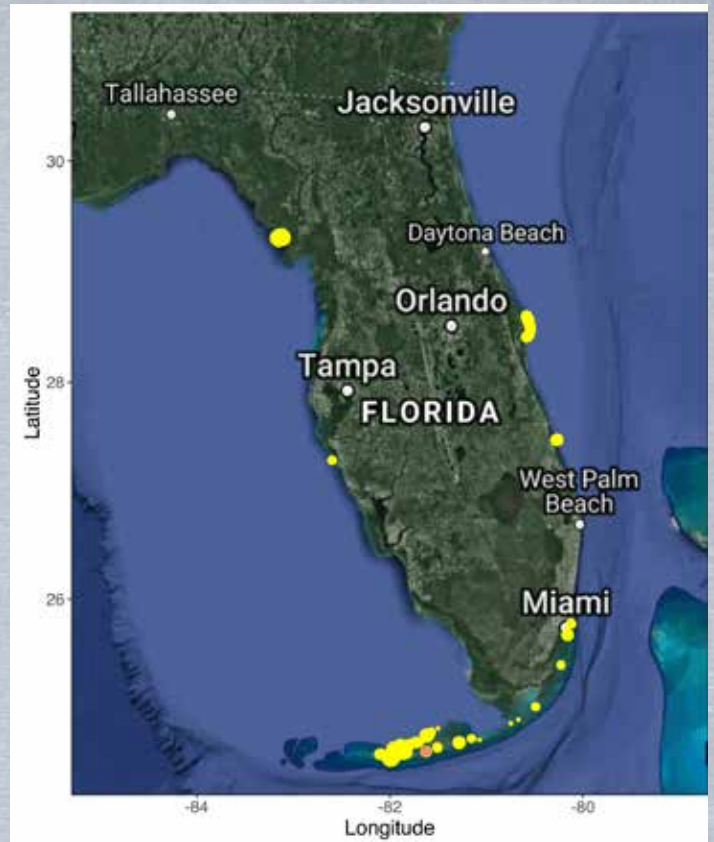 Tallahassee
Jacksonville
30
Daytona Beach
Orlando
28
Tampa
FLORIDA
Latitude
West Palm
Beach
26
Miami
-84
-82
-80
Longitude